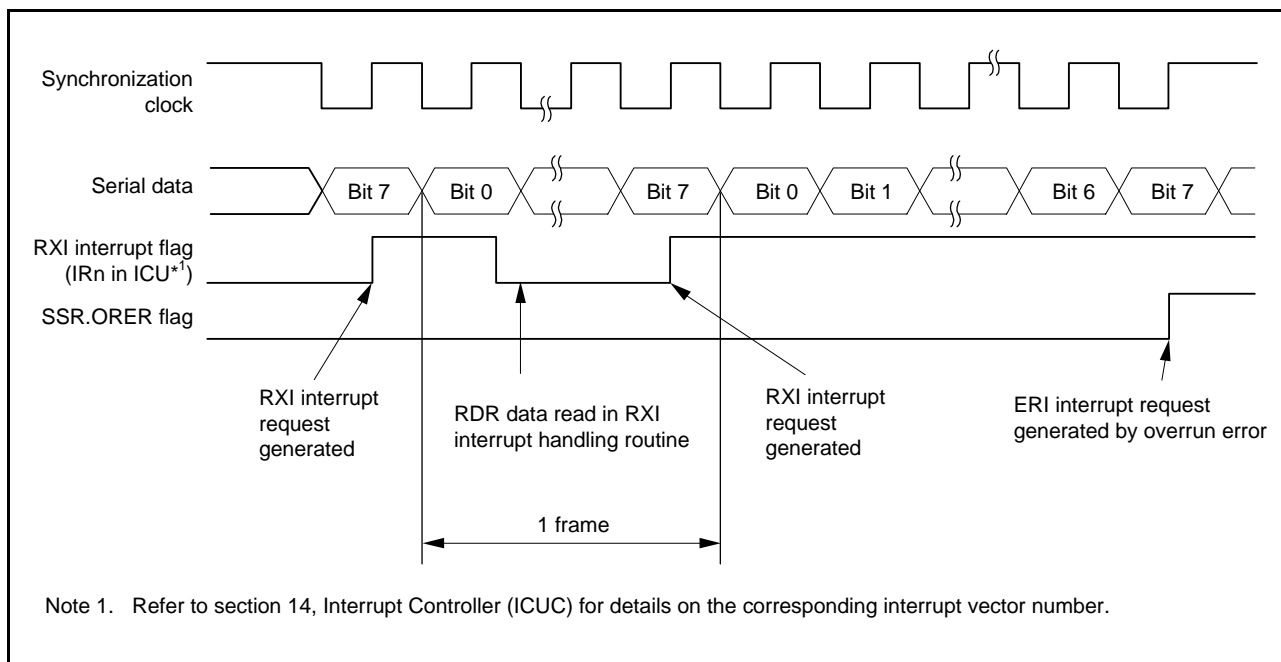 Synchronization
clock
Serial data
Bit 7
Bit 0
Bit 7
Bit 0
Bit 1
Bit 6
Bit 7
RXI interrupt flag
(IRn in ICU*1)
SSR.ORER flag
RXI interrupt
request
generated
RDR data read in RXI
interrupt handling routine
RXI interrupt
request
generated
ERI interrupt request
generated by overrun error
1 frame
Note 1. Refer to section 14, Interrupt Controller (ICUC) for details on the corresponding interrupt vector number.